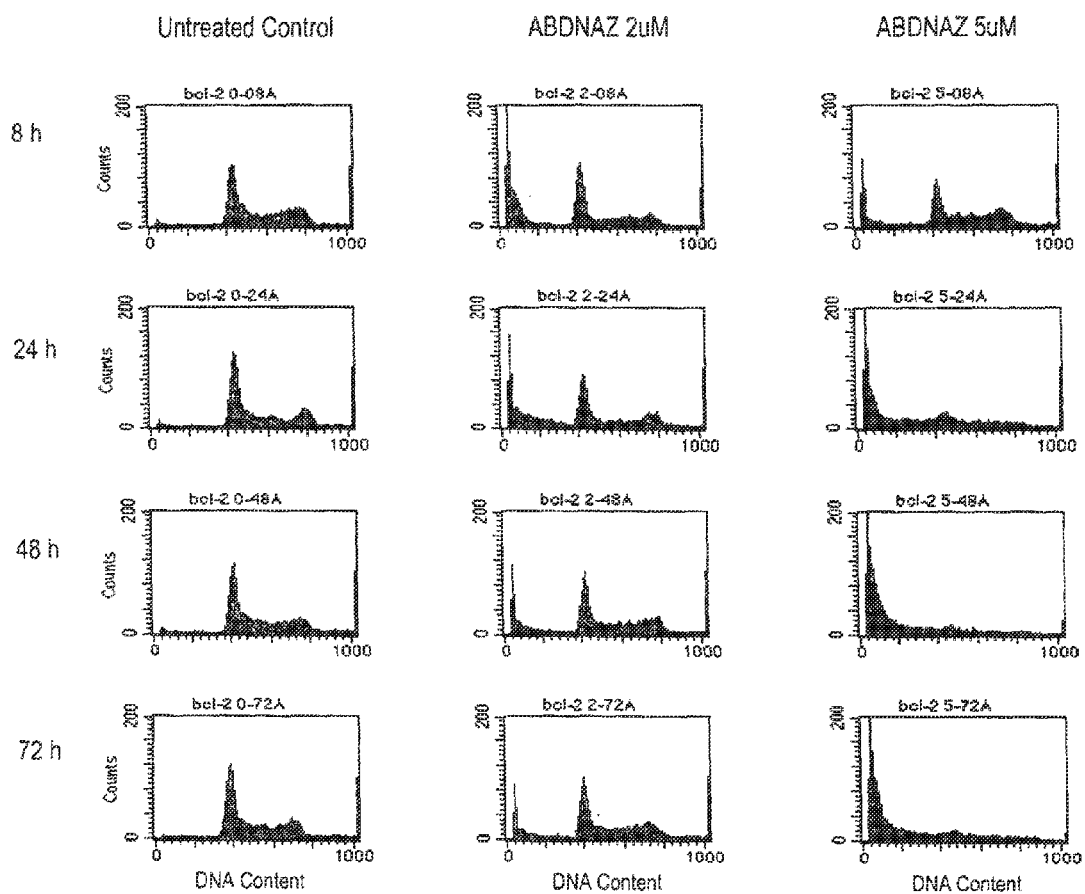 Untreated Control ABDNAZ 2uM ABDNAZ 5uM
8 h
bcl-2 0-08A bcl-2 2-08A bcl-2 5-08A
200 200 200
Counts
0 0 0
0 1000 0 1000 0 1000
24 h
bcl-2 0-24A bcl-2 2-24A bcl-2 5-24A
200 200 200
Counts
0 0 0
0 1000 0 1000 0 1000
48 h
bcl-2 0-48A bcl-2 2-48A bcl-2 5-48A
200 200 200
Counts
0 0 0
0 1000 0 1000 0 1000
72 h
bcl-2 0-72A bcl-2 2-72A bcl-2 5-72A
200 200 200
Counts
0 0 0
0 1000 0 1000 0 1000
DNA Content DNA Content DNA Content